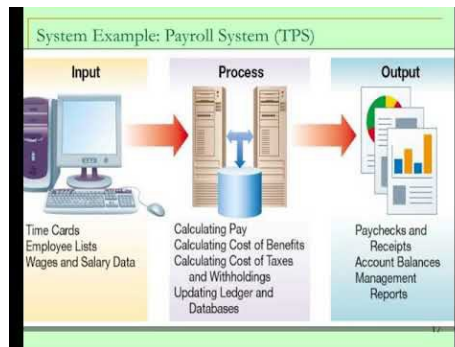 System Example: Payroll System (TPS)
Input
Process
Output
Time Cards
Employee Lists
Wages and Salary Data
Calculating Pay
Calculating Cost of Benefits
Calculating Cost of Taxes
and Withholdings
Updating Ledger and
Databases
Paychecks and
Receipts
Account Balances
Management
Reports
17